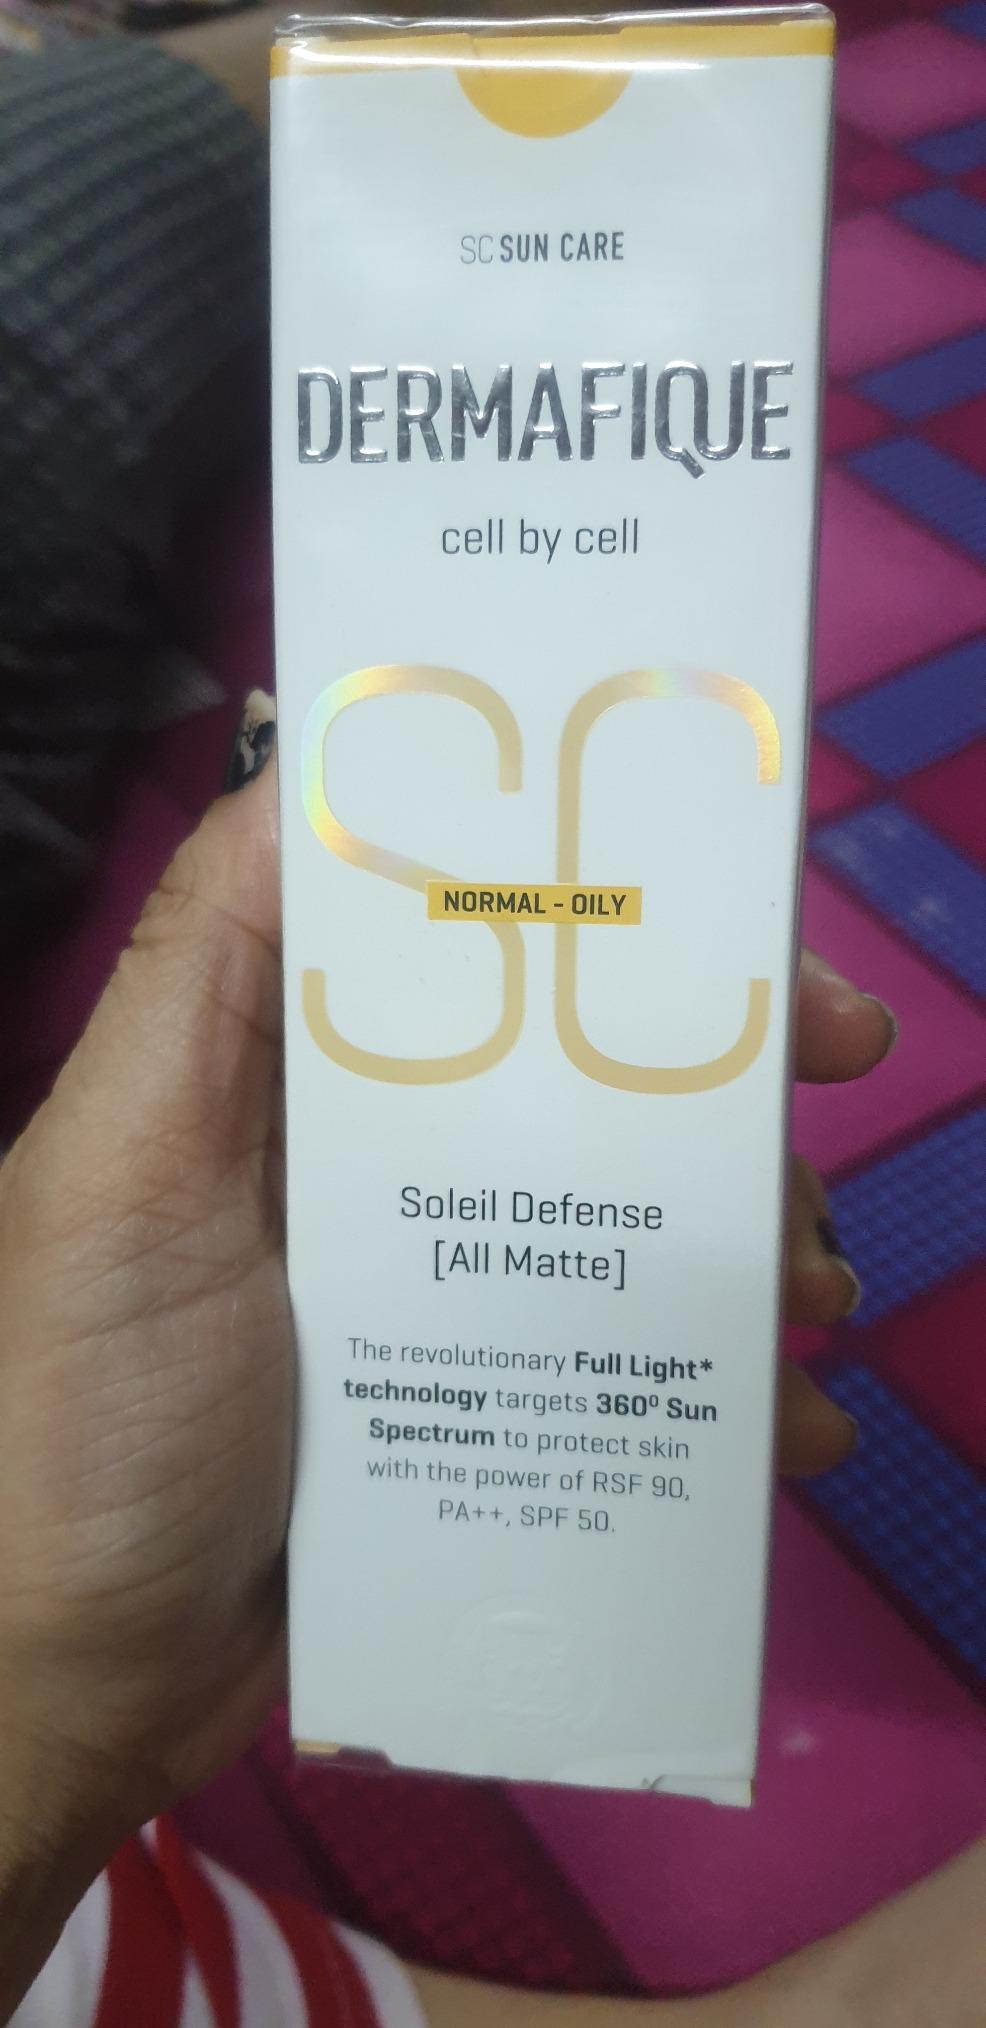 SC SUN CARE
DERMAFIQUE
cell by cell
SC
NORMAL - OILY
Soleil Defense
[All Matte]
The revolutionary Full Light*
technology targets 360º Sun
Spectrum to protect skin
with the power of RSF 90,
PA++, SPF 50.